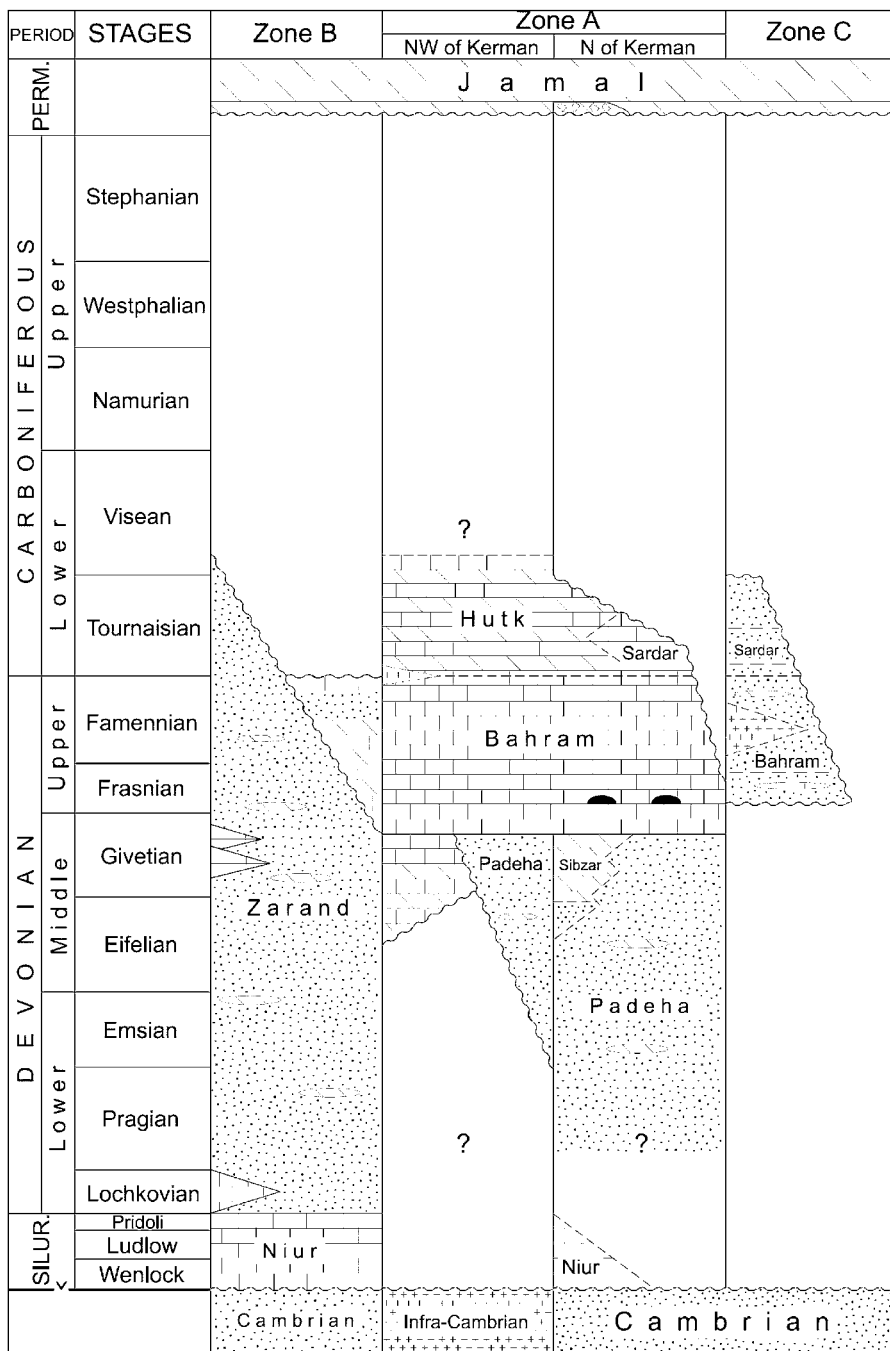 PERIOD STAGES Zone B Zone A Zone C
NW of Kerman N of Kerman
PERM.
Jamal
CARBONIFEROUS
Upper
Stephanian
Westphalian
Namurian
Lower
Visean
?
Tournaisian
Hutk
Sardar
Sardar
DEVONIAN
Upper
Famennian
Bahram
Bahram
Frasnian
Middle
Givetian
Padeha
Sibzar
Zarand
Eifelian
Lower
Emsian
Padeha
Pragian
?
?
Lochkovian
SILUR.
Pridoli
Ludlow
Niur
Wenlock
Niur
Cambrian
Infra-Cambrian
Cambrian